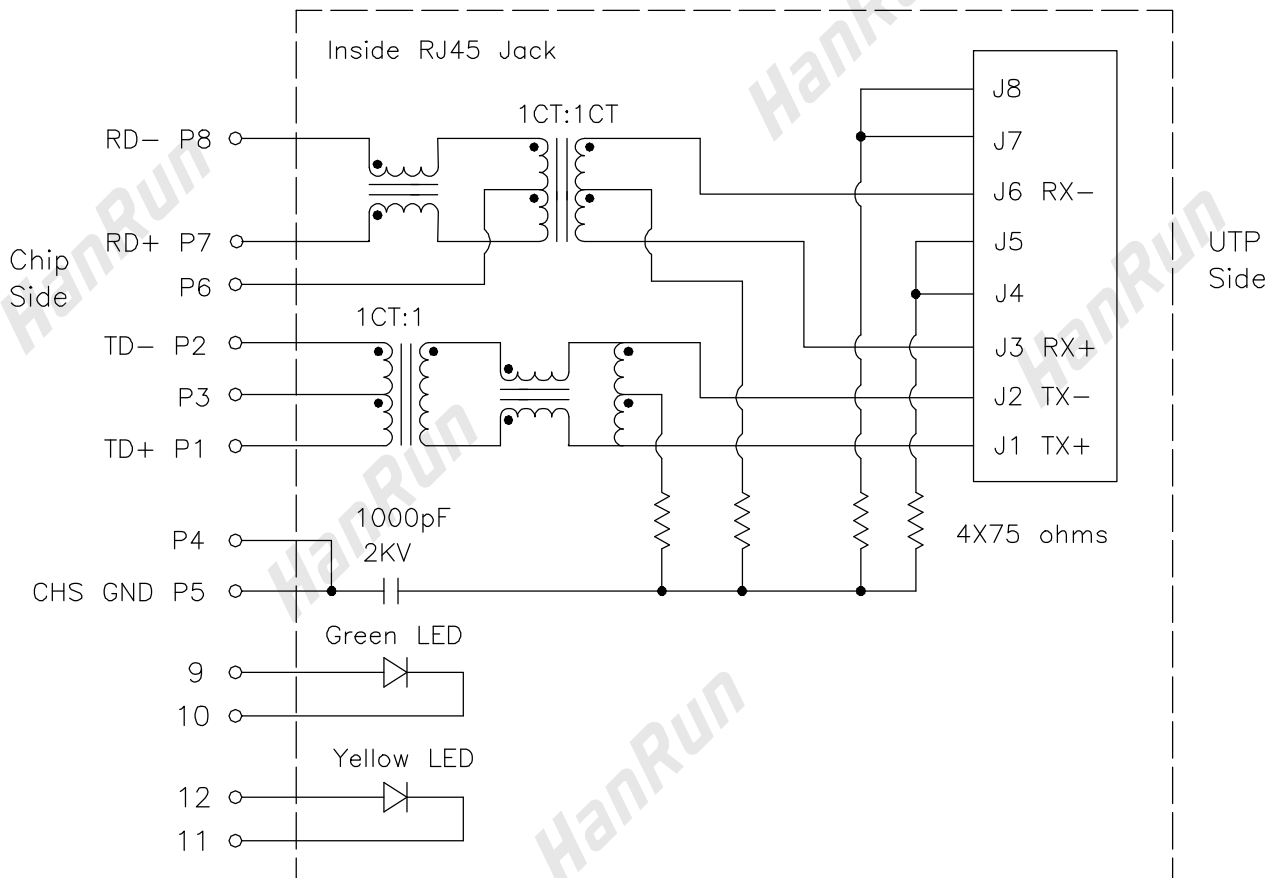 Inside RJ45 Jack
1CT:1CT
RD- P8
RD+ P7
P6
Chip
Side
1CT:1
TD- P2
P3
TD+ P1
J8
J7
J6 RX-
J5
J4
J3 RX+
J2 TX-
J1 TX+
UTP
Side
1000pF
2KV
4X75 ohms
P4
CHS GND P5
Green LED
9
10
Yellow LED
12
11
HanRun
HanRun
HanRun
HanRun
HanRun